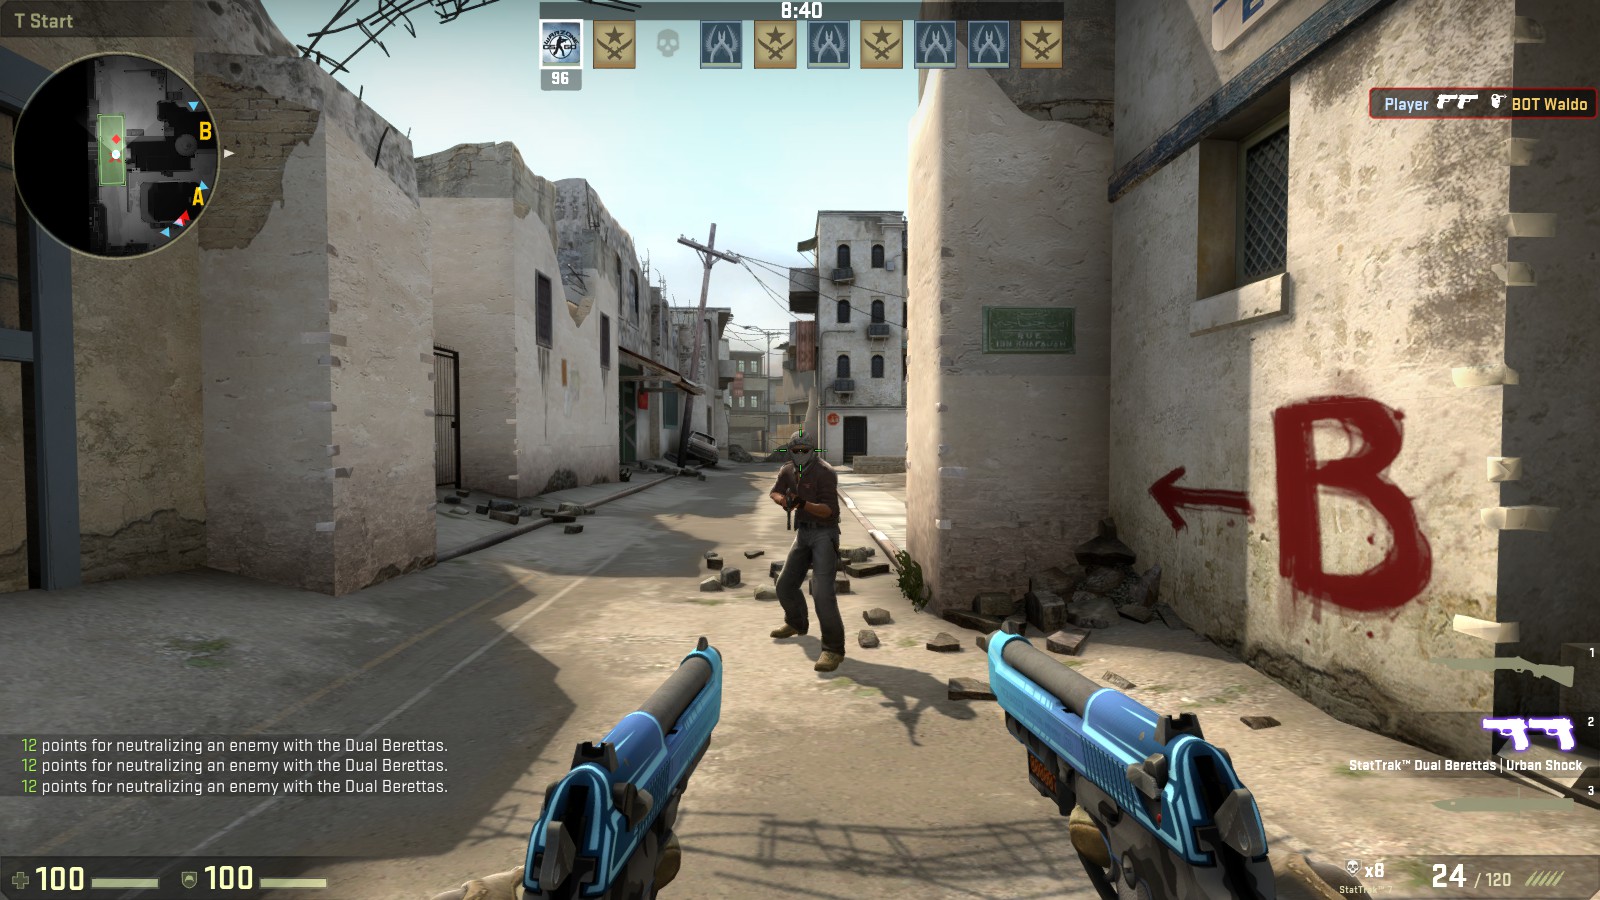 T Start
8:40
96
B
A
Player BOT Waldo
B
1
2
StatTrak™ Dual Berettas | Urban Shock
3
12 points for neutralizing an enemy with the Dual Berettas.
12 points for neutralizing an enemy with the Dual Berettas.
12 points for neutralizing an enemy with the Dual Berettas.
100
100
x8
24 / 120